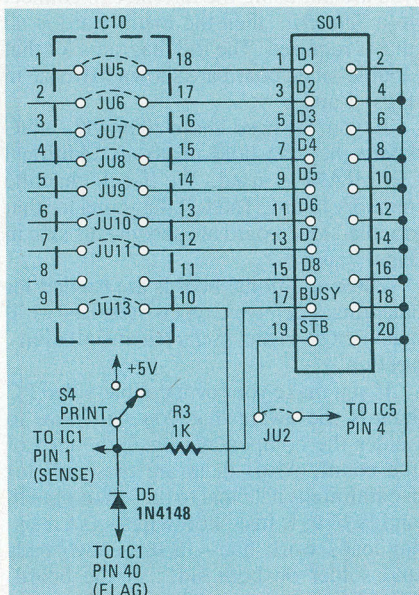 IC10 SO1
1 JU5 18 1 D1 2
2 JU6 17 3 D2 4
3 JU7 16 5 D3 6
4 JU8 15 7 D4 8
5 JU9 14 9 D5 10
6 JU10 13 11 D6 12
7 JU11 12 13 D7 14
8 11 15 D8 16
9 JU13 10 17 BUSY 18
19 STB 20
+5V
S4
PRINT
R3
1K
JU2
TO IC5
PIN 4
TO IC1
PIN 1
(SENSE)
D5
1N4148
TO IC1
PIN 40
(FLAG)